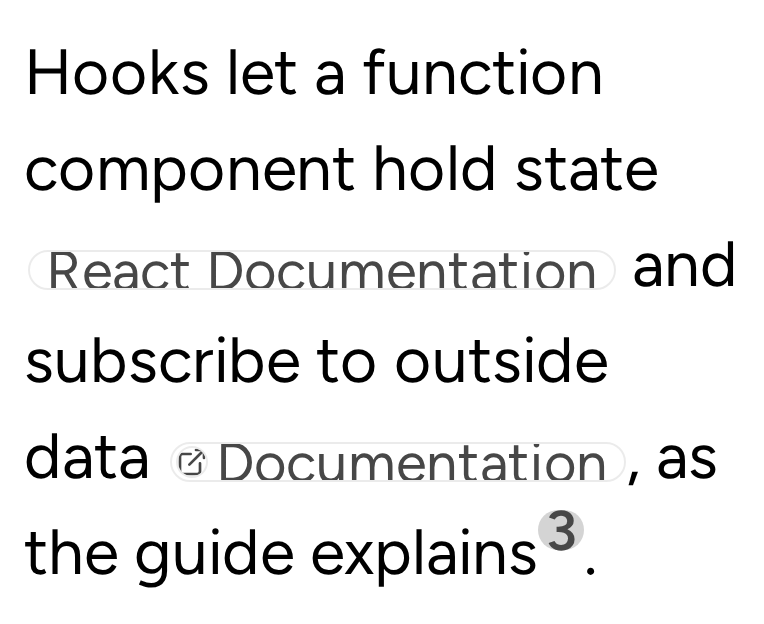 Hooks let a function
component hold state
React Documentation and
subscribe to outside
data Documentation, as
the guide explains3.